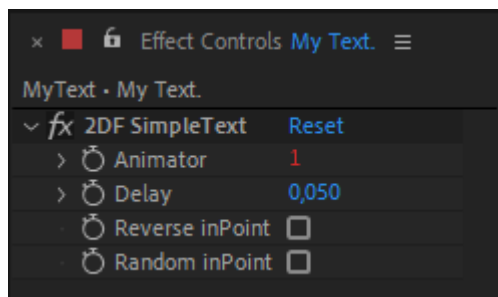 × Effect Controls My Text. ≡
MyText • My Text.
fx 2DF SimpleText Reset
Animator 1
Delay 0,050
Reverse inPoint
Random inPoint